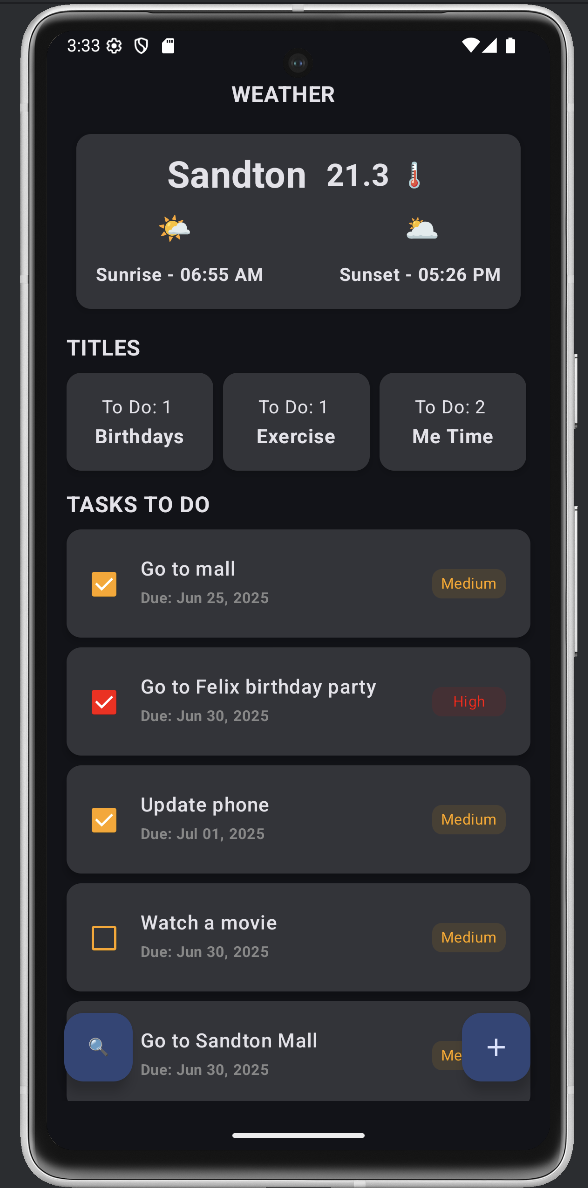 3:33
WEATHER
Sandton 21.3
Sunrise - 06:55 AM Sunset - 05:26 PM
TITLES
To Do: 1 To Do: 1 To Do: 2
Birthdays Exercise Me Time
TASKS TO DO
Go to mall
Due: Jun 25, 2025
Medium
Go to Felix birthday party
Due: Jun 30, 2025
High
Update phone
Due: Jul 01, 2025
Medium
Watch a movie
Due: Jun 30, 2025
Medium
Go to Sandton Mall
Due: Jun 30, 2025
Me
+